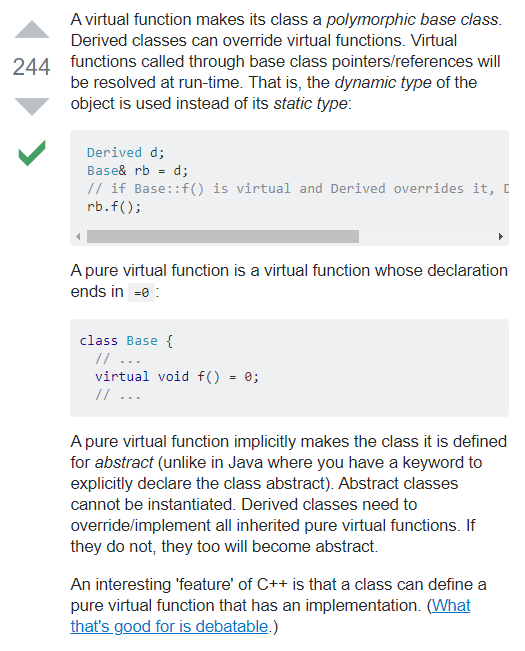 A virtual function makes its class a polymorphic base class.
Derived classes can override virtual functions. Virtual
244
functions called through base class pointers/references will
be resolved at run-time. That is, the dynamic type of the
object is used instead of its static type:
Derived d;
Base& rb = d;
// if Base::f() is virtual and Derived overrides it,
rb.f();
A pure virtual function is a virtual function whose declaration
ends in =0:
class Base {
// ...
virtual void f() = 0;
// ...
A pure virtual function implicitly makes the class it is defined
for abstract (unlike in Java where you have a keyword to
explicitly declare the class abstract). Abstract classes
cannot be instantiated. Derived classes need to
override/implement all inherited pure virtual functions. If
they do not, they too will become abstract.
An interesting 'feature' of C++ is that a class can define a
pure virtual function that has an implementation. (What
that's good for is debatable.)